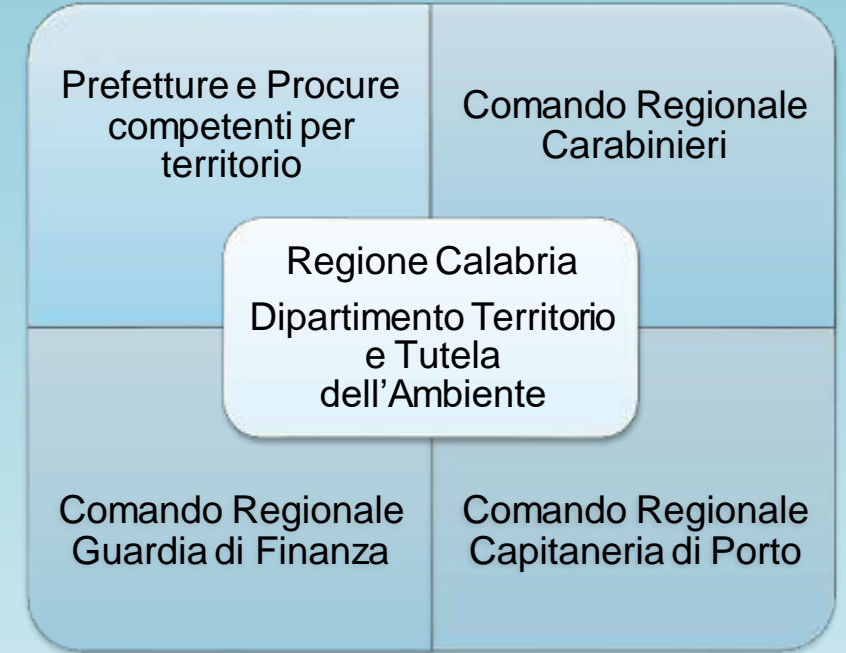 Prefetture e Procure
competenti per
territorio
Comando Regionale
Carabinieri
Regione Calabria
Dipartimento Territorio
e Tutela
dell’Ambiente
Comando Regionale
Guardia di Finanza
Comando Regionale
Capitaneria di Porto